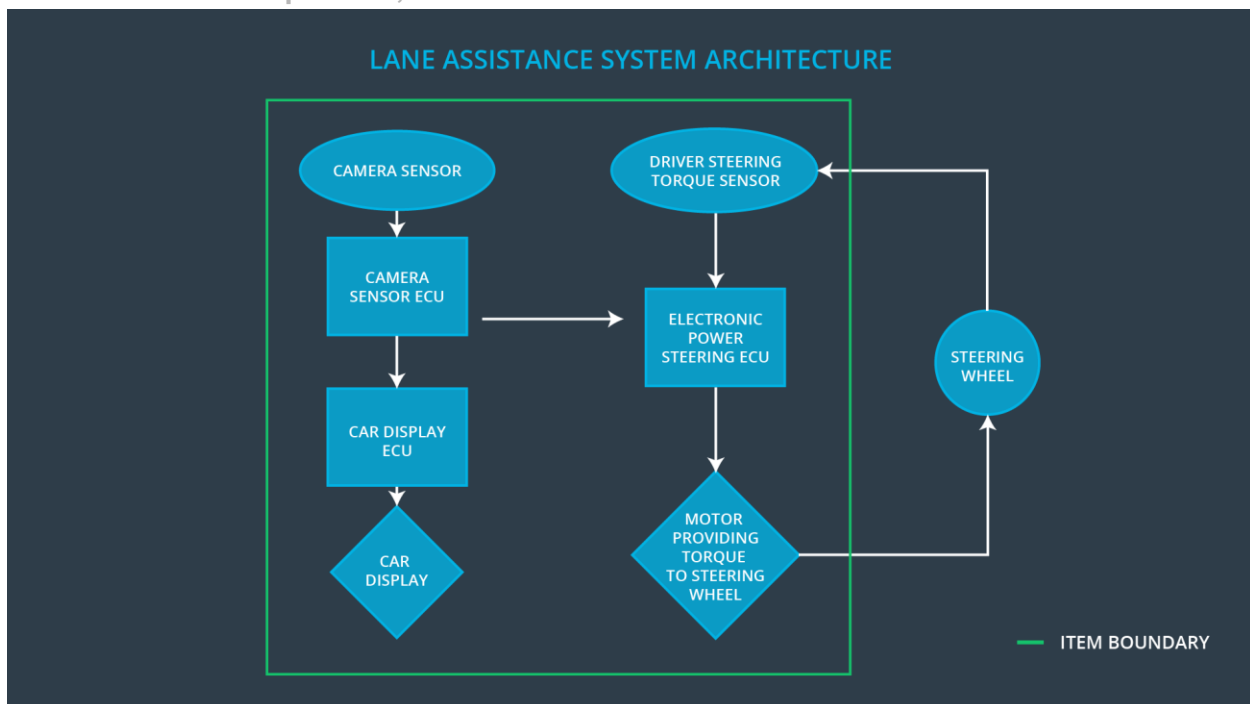 LANE ASSISTANCE SYSTEM ARCHITECTURE
CAMERA SENSOR
DRIVER STEERING
TORQUE SENSOR
CAMERA
SENSOR ECU
ELECTRONIC
POWER
STEERING ECU
STEERING
WHEEL
CAR DISPLAY
ECU
CAR
DISPLAY
MOTOR
PROVIDING
TORQUE
TO STEERING
WHEEL
ITEM BOUNDARY